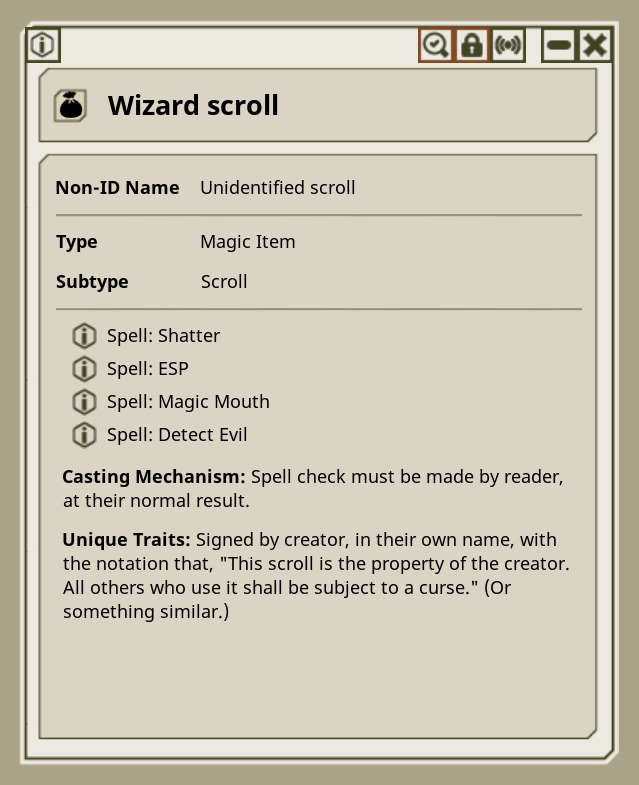 Wizard scroll
Non-ID Name Unidentified scroll
Type Magic Item
Subtype Scroll
Spell: Shatter
Spell: ESP
Spell: Magic Mouth
Spell: Detect Evil
Casting Mechanism: Spell check must be made by reader,
at their normal result.
Unique Traits: Signed by creator, in their own name, with
the notation that, "This scroll is the property of the creator.
All others who use it shall be subject to a curse." (Or
something similar.)